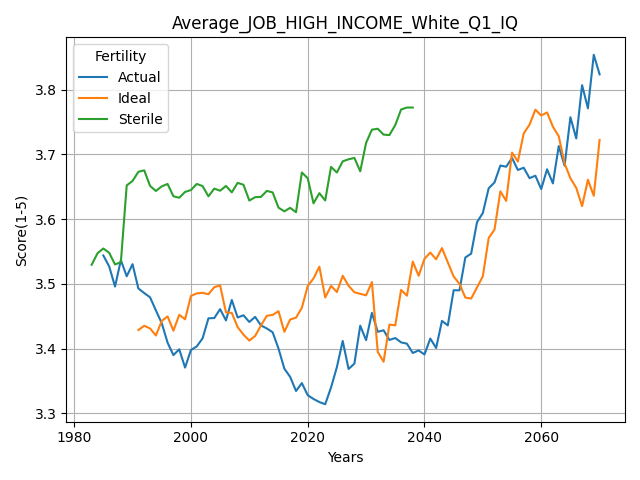 Average_JOB_HIGH_INCOME_White_Q1_IQ
Fertility
Actual
Ideal
Sterile
Score(1-5)
3.8
3.7
3.6
3.5
3.4
3.3
1980
2000
2020
2040
2060
Years